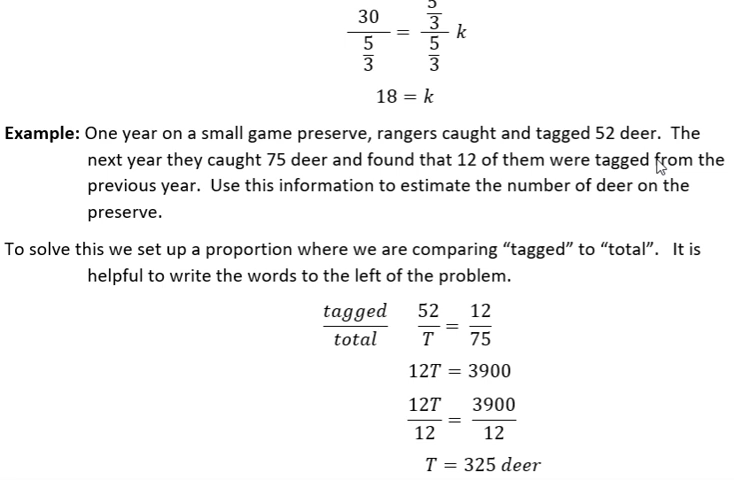 30/(5/3) = (5/3)/(5/3) k
18 = k
Example: One year on a small game preserve, rangers caught and tagged 52 deer. The
next year they caught 75 deer and found that 12 of them were tagged from the
previous year. Use this information to estimate the number of deer on the
preserve.
To solve this we set up a proportion where we are comparing “tagged” to “total”. It is
helpful to write the words to the left of the problem.
tagged/total 52/T = 12/75
12T = 3900
12T/12 = 3900/12
T = 325 deer